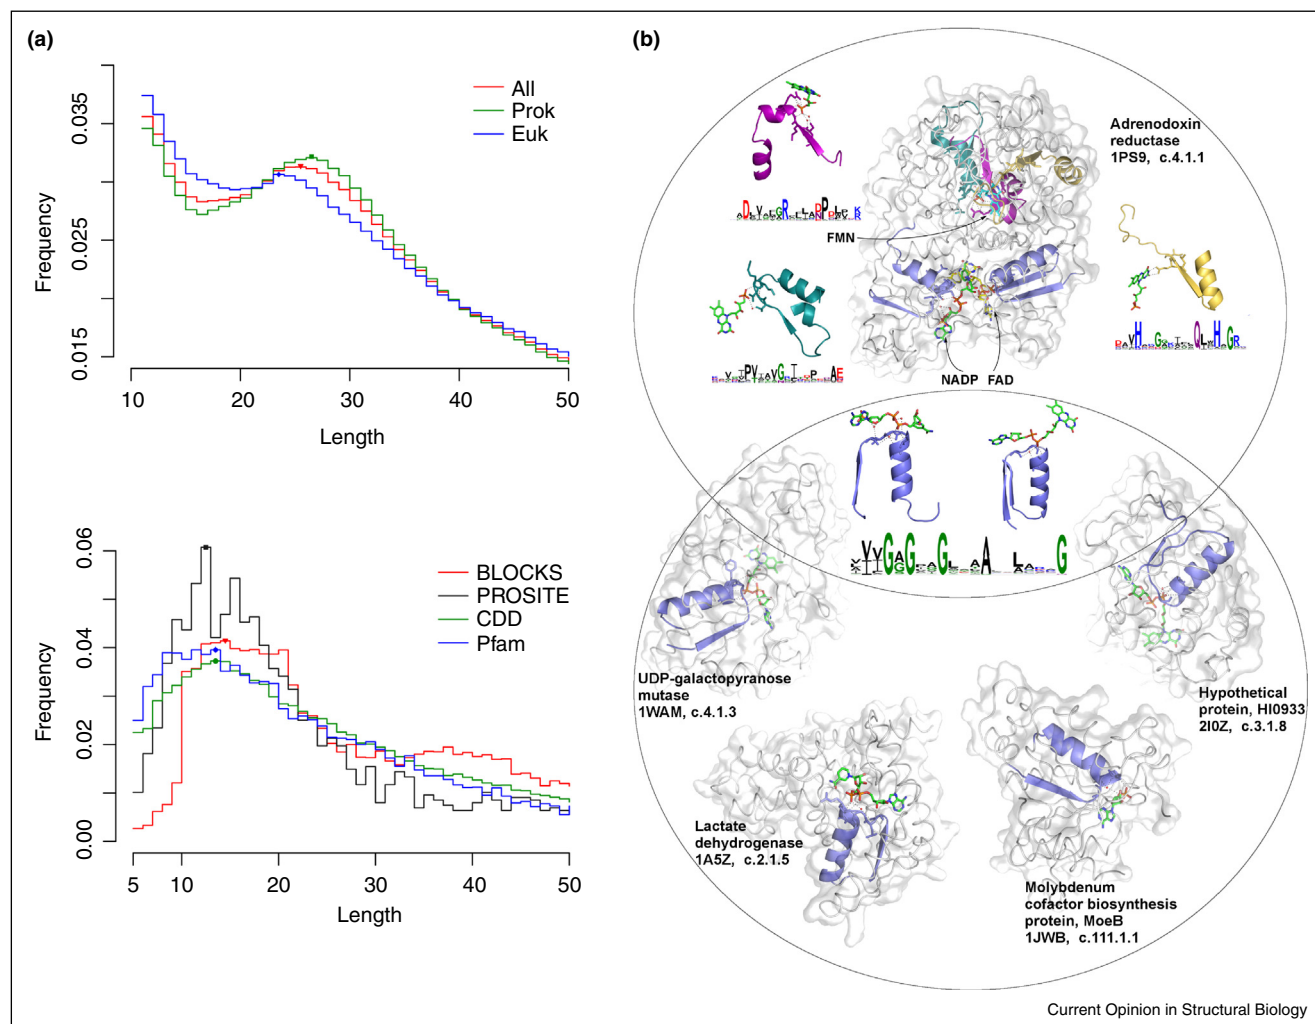 (a)
0.035
0.025
0.015
Frequency
All
Prok
Euk
10
20
30
40
50
Length
0.06
0.04
0.02
0.00
Frequency
BLOCKS
PROSITE
CDD
Pfam
5
10
20
30
40
50
Length
(b)
Adrenodoxin
reductase
1PS9, c.4.1.1
FMN
NADP FAD
UDP-galactopyranose
mutase
1WAM, c.4.1.3
Hypothetical
protein, HI0933
2I0Z, c.3.1.8
Lactate
dehydrogenase
1A5Z, c.2.1.5
Molybdenum
cofactor biosynthesis
protein, MoeB
1JWB, c.111.1.1
Current Opinion in Structural Biology